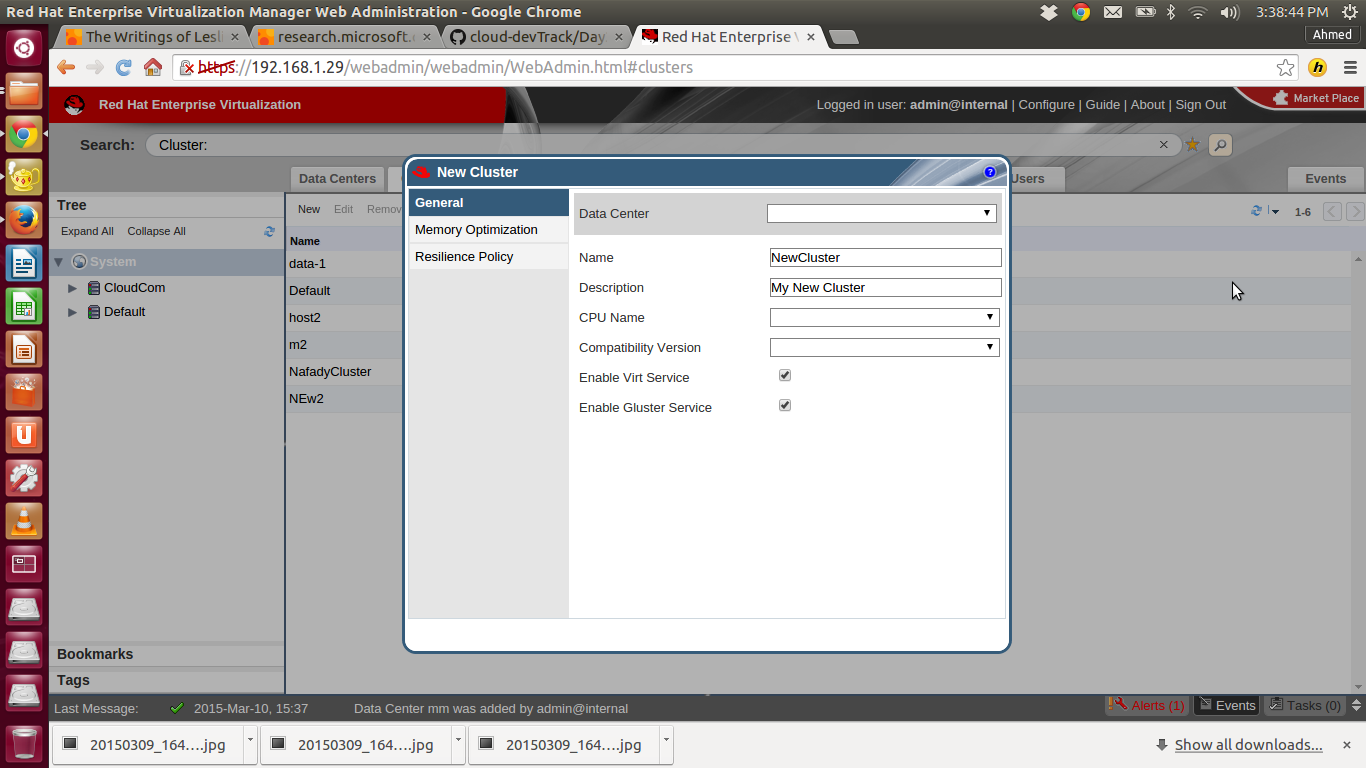 Red Hat Enterprise Virtualization Manager Web Administration - Google Chrome
3:38:44 PM
The Writings of Lesl
research.microsoft.
cloud-devTrack/Day
Red Hat Enterprise V
Ahmed
https://192.168.1.29/webadmin/webadmin/WebAdmin.html#clusters
Red Hat Enterprise Virtualization
Logged in user: admin@internal | Configure | Guide | About | Sign Out
Market Place
Search:
Cluster:
Data Centers
Users
Events
Tree
Expand All
Collapse All
System
CloudCom
Default
Bookmarks
Tags
New
Edit
Remov
1-6
Name
data-1
Default
host2
m2
NafadyCluster
NEw2
New Cluster
General
Memory Optimization
Resilience Policy
Data Center
Name
NewCluster
Description
My New Cluster
CPU Name
Compatibility Version
Enable Virt Service
Enable Gluster Service
Last Message:
2015-Mar-10, 15:37
Data Center mm was added by admin@internal
Alerts (1)
Events
Tasks (0)
20150309_164....jpg
20150309_164....jpg
20150309_164....jpg
Show all downloads...